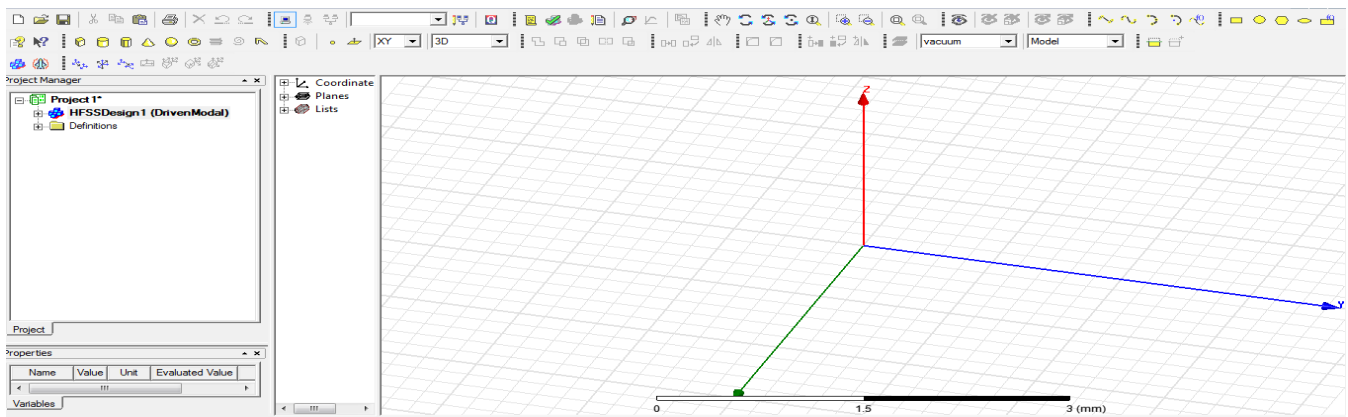 XY
3D
vacuum
Model
Project Manager
Project1*
HFSSDesign1 (DrivenModal)
Definitions
Project
Properties
Name Value Unit Evaluated Value
Variables
Coordinate
Planes
Lists
Z
Y
0 1.5 3 (mm)